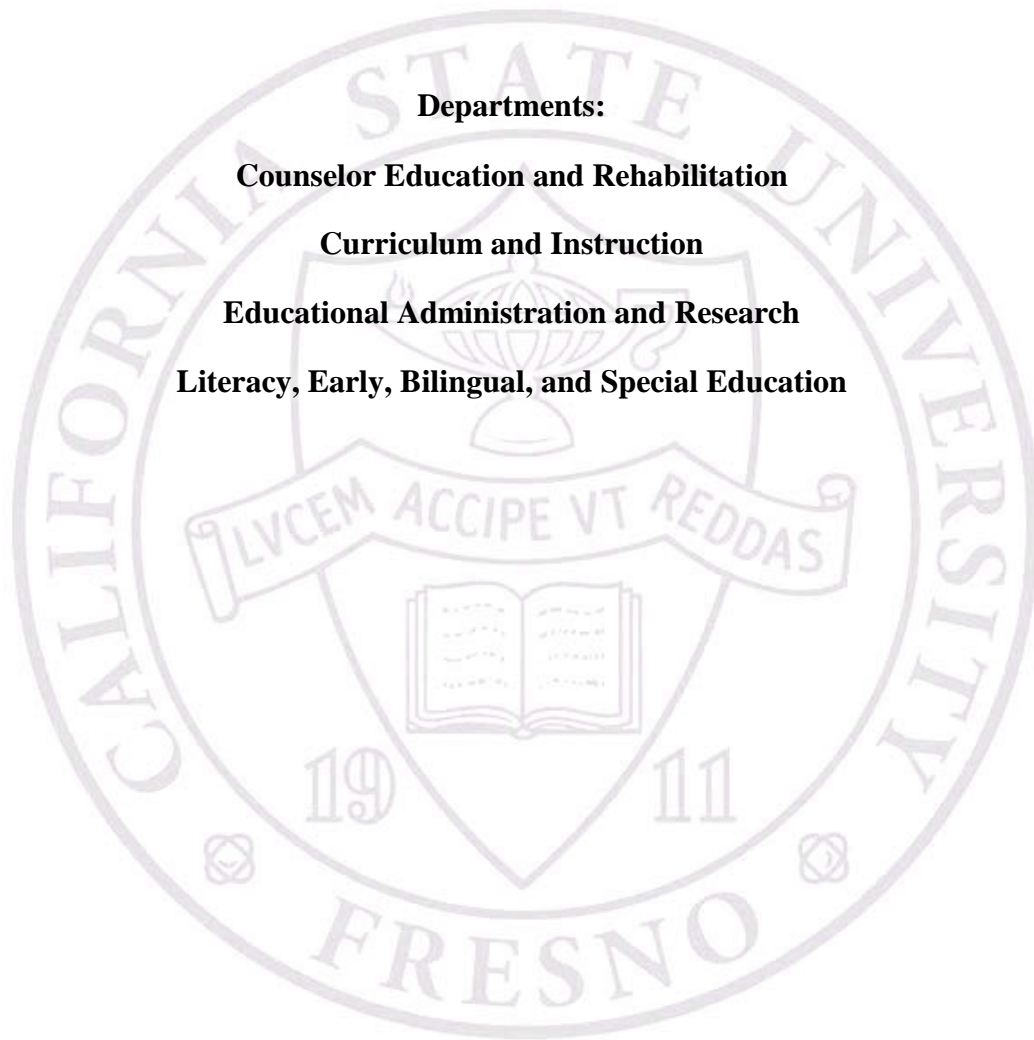 Departments:
Counselor Education and Rehabilitation
Curriculum and Instruction
Educational Administration and Research
Literacy, Early, Bilingual, and Special Education
CALIFORNIA STATE UNIVERSITY
LVCEM ACCIPE VT REDDAS
19 11
FRESNO